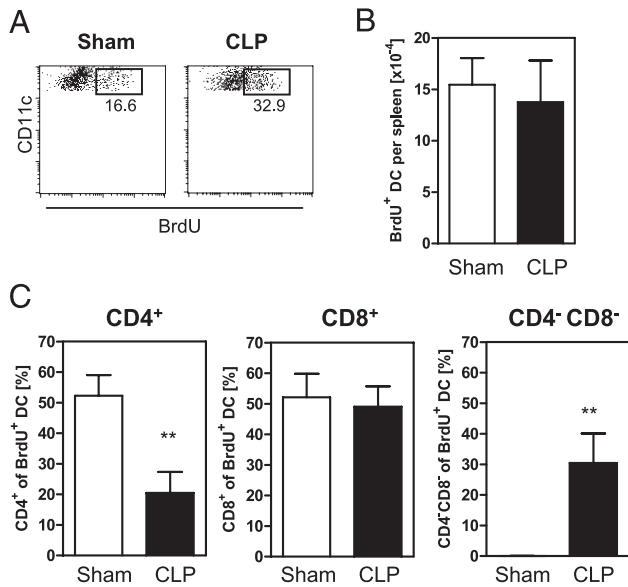 A
Sham CLP
CD11c
16.6 32.9
BrdU
B
BrdU⁺ DC per spleen [x10⁻⁴]
20
15
10
5
0
Sham CLP
C
CD4⁺
CD4⁺ of BrdU⁺ DC [%]
70
60
50
40
30
20
10
0
**
Sham CLP
CD8⁺
CD8⁺ of BrdU⁺ DC [%]
70
60
50
40
30
20
10
0
Sham CLP
CD4⁻ CD8⁻
CD4⁻CD8⁻ of BrdU⁺ DC [%]
70
60
50
40
30
20
10
0
**
Sham CLP